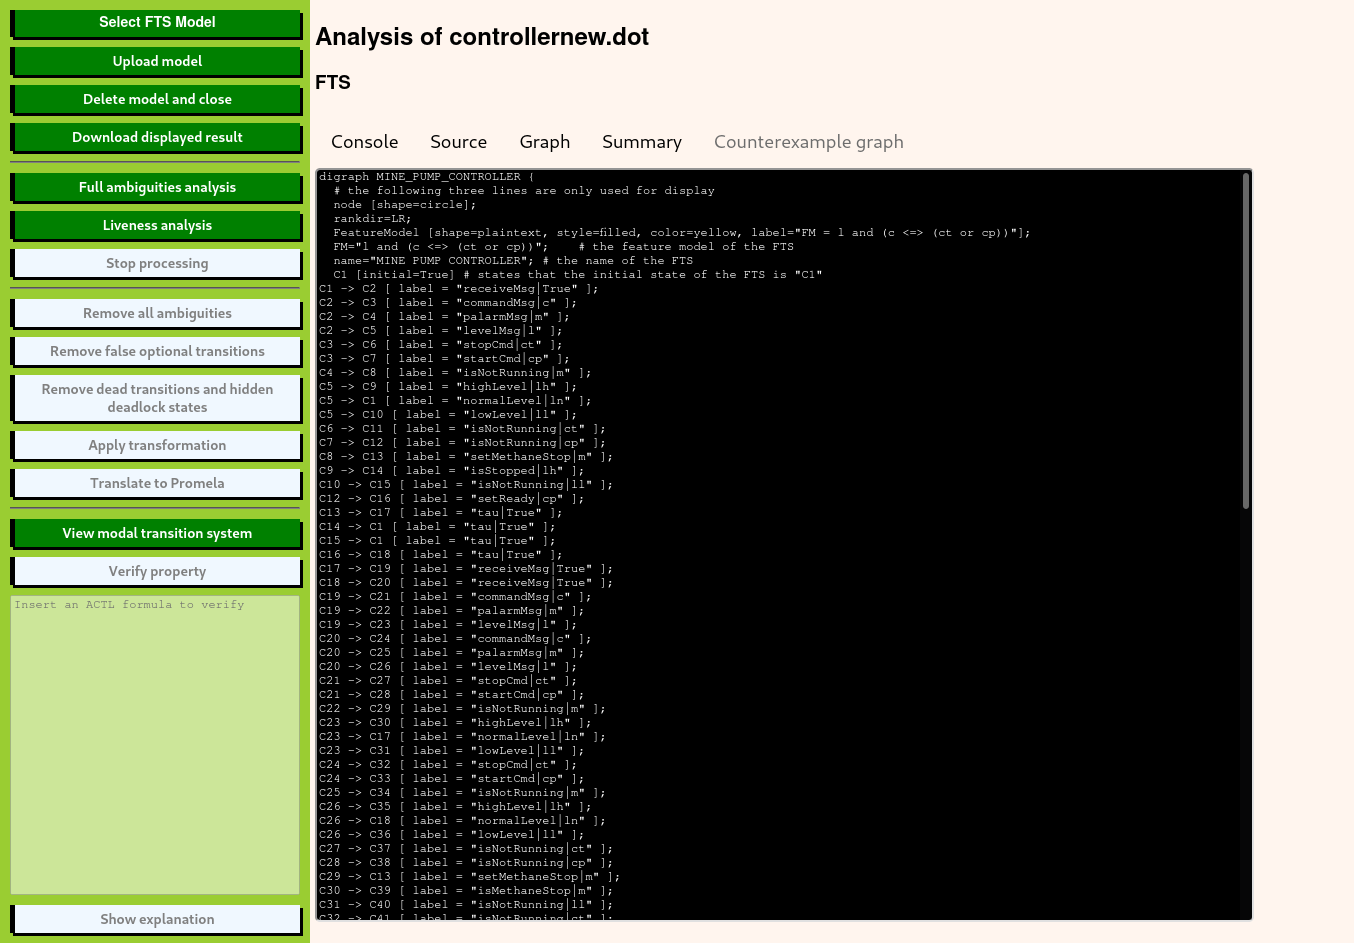 Select FTS Model
Upload model
Delete model and close
Download displayed result
Full ambiguities analysis
Liveness analysis
Stop processing
Remove all ambiguities
Remove false optional transitions
Remove dead transitions and hidden
deadlock states
Apply transformation
Translate to Promela
View modal transition system
Verify property
Insert an ACTL formula to verify
Show explanation
Analysis of controllernew.dot
FTS
Console Source Graph Summary Counterexample graph
digraph MINE_PUMP_CONTROLLER {
# the following three lines are only used for display
node [shape=circle];
rankdir=LR;
FeatureModel [shape=plaintext, style=filled, color=yellow, label="FM = l and (c <=> (ct or cp))"];
FM="l and (c <=> (ct or cp))"; # the feature model of the FTS
name="MINE PUMP CONTROLLER"; # the name of the FTS
C1 [initial=True] # states that the initial state of the FTS is "C1"
C1 -> C2 [ label = "receiveMsg|True" ];
C2 -> C3 [ label = "commandMsg|c" ];
C2 -> C4 [ label = "palarmMsg|m" ];
C2 -> C5 [ label = "levelMsg|l" ];
C3 -> C6 [ label = "stopCmd|ct" ];
C3 -> C7 [ label = "startCmd|cp" ];
C4 -> C8 [ label = "isNotRunning|m" ];
C5 -> C9 [ label = "highLevel|lh" ];
C5 -> C1 [ label = "normalLevel|ln" ];
C5 -> C10 [ label = "lowLevel|ll" ];
C6 -> C11 [ label = "isNotRunning|ct" ];
C7 -> C12 [ label = "isNotRunning|cp" ];
C8 -> C13 [ label = "setMethaneStop|m" ];
C9 -> C14 [ label = "isStopped|lh" ];
C10 -> C15 [ label = "isNotRunning|ll" ];
C12 -> C16 [ label = "setReady|cp" ];
C13 -> C17 [ label = "tau|True" ];
C14 -> C1 [ label = "tau|True" ];
C15 -> C1 [ label = "tau|True" ];
C16 -> C18 [ label = "tau|True" ];
C17 -> C19 [ label = "receiveMsg|True" ];
C18 -> C20 [ label = "receiveMsg|True" ];
C19 -> C21 [ label = "commandMsg|c" ];
C19 -> C22 [ label = "palarmMsg|m" ];
C19 -> C23 [ label = "levelMsg|l" ];
C20 -> C24 [ label = "commandMsg|c" ];
C20 -> C25 [ label = "palarmMsg|m" ];
C20 -> C26 [ label = "levelMsg|l" ];
C21 -> C27 [ label = "stopCmd|ct" ];
C21 -> C28 [ label = "startCmd|cp" ];
C22 -> C29 [ label = "isNotRunning|m" ];
C23 -> C30 [ label = "highLevel|lh" ];
C23 -> C17 [ label = "normalLevel|ln" ];
C23 -> C31 [ label = "lowLevel|ll" ];
C24 -> C32 [ label = "stopCmd|ct" ];
C24 -> C33 [ label = "startCmd|cp" ];
C25 -> C34 [ label = "isNotRunning|m" ];
C26 -> C35 [ label = "highLevel|lh" ];
C26 -> C18 [ label = "normalLevel|ln" ];
C26 -> C36 [ label = "lowLevel|ll" ];
C27 -> C37 [ label = "isNotRunning|ct" ];
C28 -> C38 [ label = "isNotRunning|cp" ];
C29 -> C13 [ label = "setMethaneStop|m" ];
C30 -> C39 [ label = "isMethaneStop|m" ];
C31 -> C40 [ label = "isNotRunning|ll" ];
C32 -> C41 [ label = "isNotRunning|ct" ];